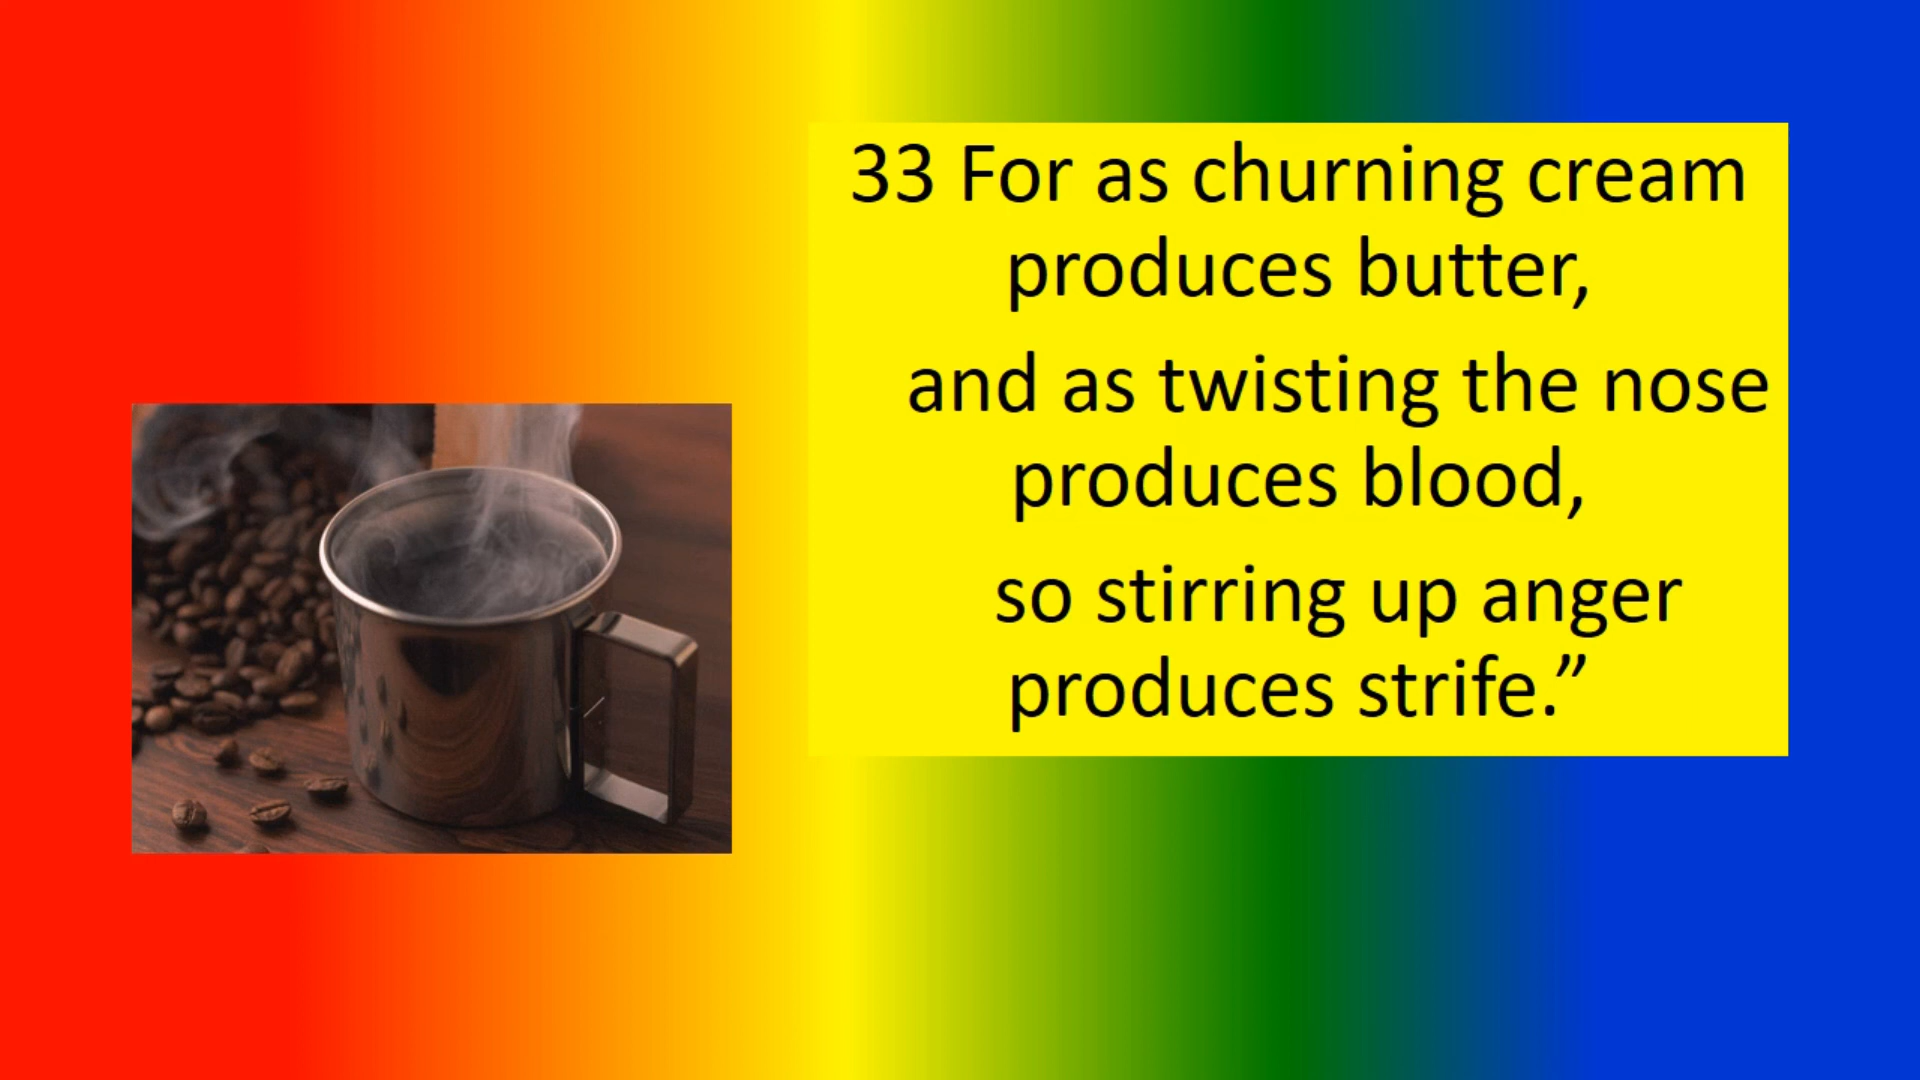 33 For as churning cream
produces butter,
and as twisting the nose
produces blood,
so stirring up anger
produces strife.”